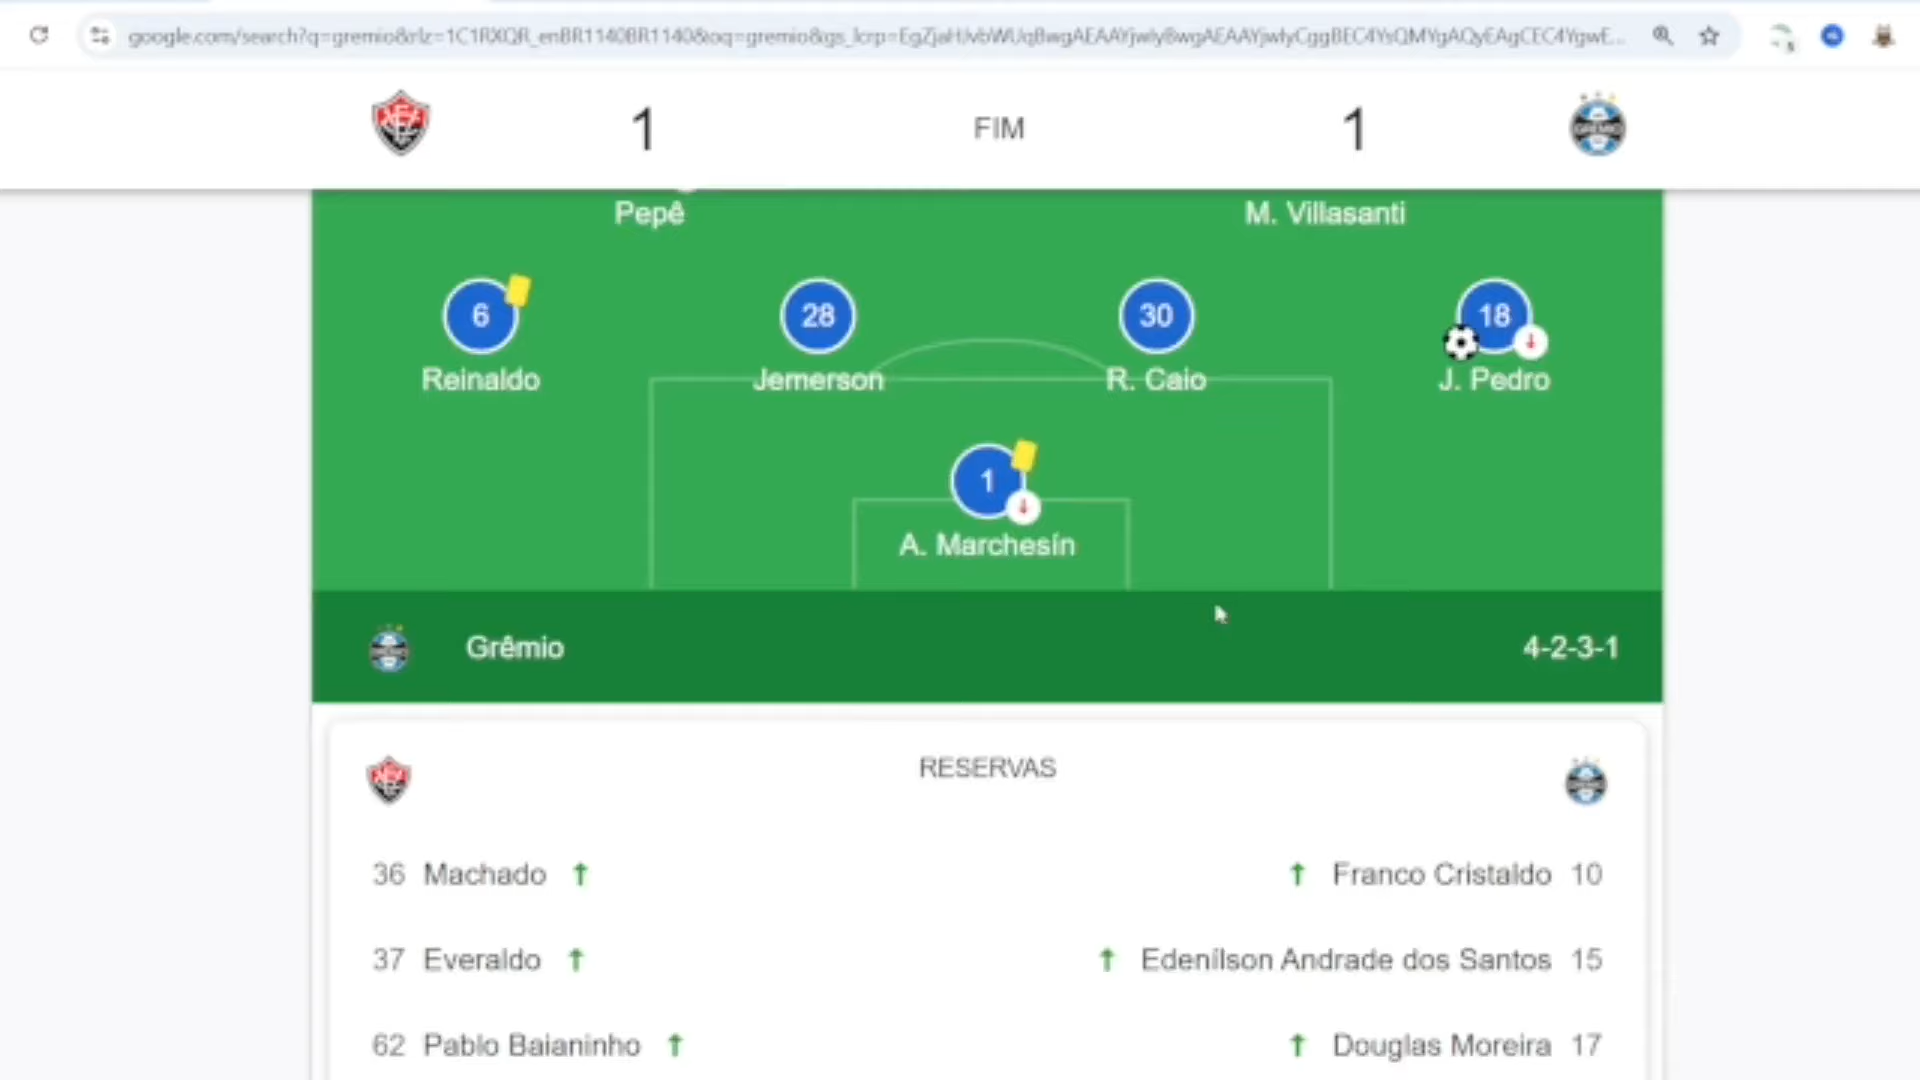 1 FIM 1
Pepê M. Villasanti
6 28 30 18
Reinaldo Jemerson R. Caio J. Pedro
1
A. Marchesín
Grêmio 4-2-3-1
RESERVAS
36 Machado ↑ ↑ Franco Cristaldo 10
37 Everaldo ↑ ↑ Edenílson Andrade dos Santos 15
62 Pablo Baianinho ↑ ↑ Douglas Moreira 17